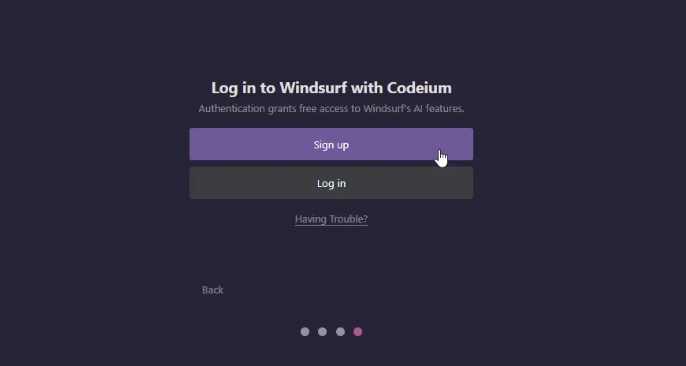 Log in to Windsurf with Codeium
Authentication grants free access to Windsurf's AI features.
Sign up
Log in
Having Trouble?
Back